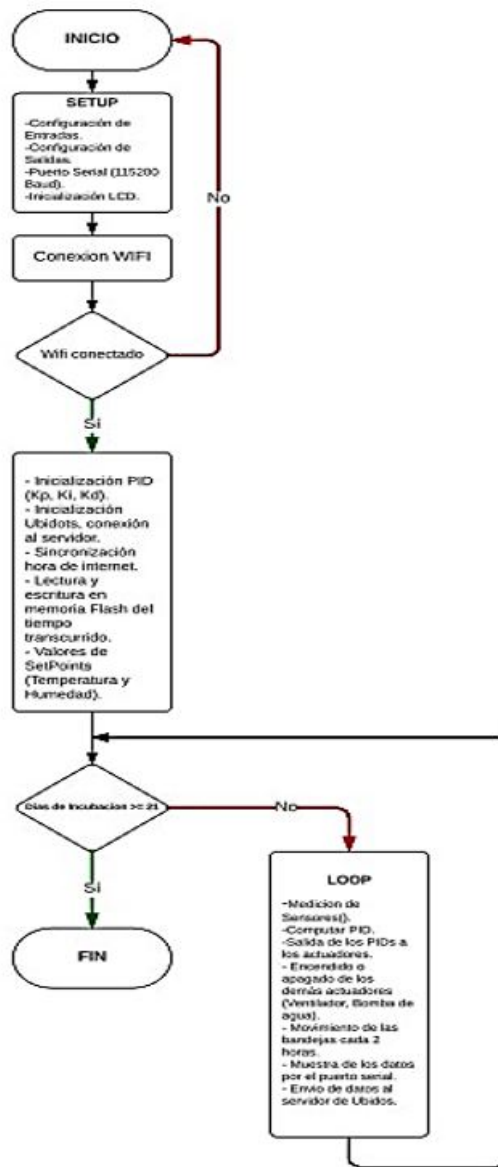 INICIO
SETUP
-Configuración de
Entradas.
-Configuración de
Salidas.
-Puerto Serial (115200
Baud).
-Inicialización LCD.
No
Conexion WIFI
Wifi conectado
Si
- Inicialización PID
(Kp, Ki, Kd).
- Inicialización
Ubidots, conexión
al servidor.
- Sincronización
hora de internet.
- Lectura y
escritura en
memoria Flash del
tiempo
transcurrido.
- Valores de
SetPoints
(Temperatura y
Humedad).
Dias de Incubacion >= 21
No
Si
FIN
LOOP
-Medicion de
Sensores().
-Computar PID.
-Salida de los PIDs a
los actuadores.
- Encendido o
apagado de los
demás actuadores
(Ventilador, Bomba de
agua).
- Movimiento de las
bandejas cada 2
horas.
- Muestra de los datos
por el puerto serial.
- Envio de datos al
servidor de Ubidos.